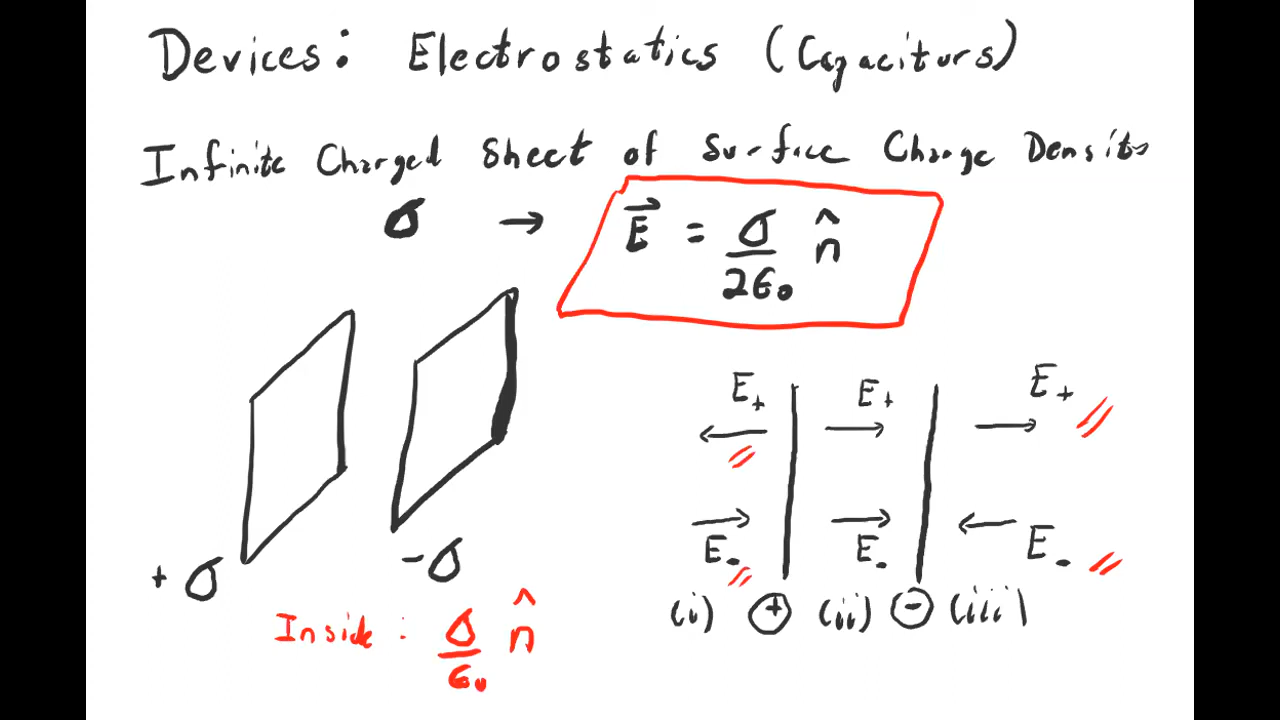 Devices: Electrostatics (Capacitors)
Infinite Charged Sheet of Surface Charge Density
σ → E⃗ = σ/2ϵ₀ n̂
+σ
-σ
Inside: σ/ϵ₀ n̂
E₊ E₊ E₊
E₋ E₋ E₋
(i) + (ii) - (iii)